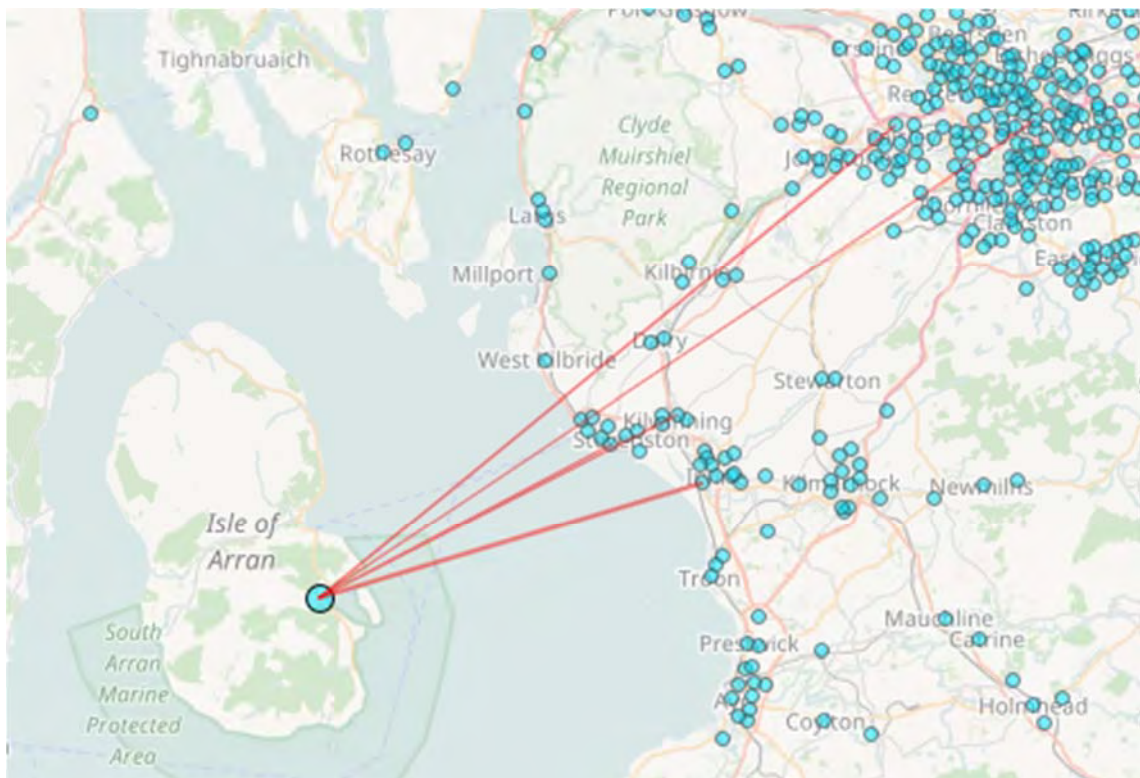 Tighnabruaich
Rothesay
Clyde
Muirshiel
Regional
Park
Largs
Millport
Kilbirnie
Dalry
West Kilbride
Stewarton
Kilwinning
Stevenston
Kilmarnock
Newmilns
Isle of
Arran
Troon
South
Arran
Marine
Protected
Area
Mauchline
Catrine
Prestwick
Coylton
Holmhead
Clarkston